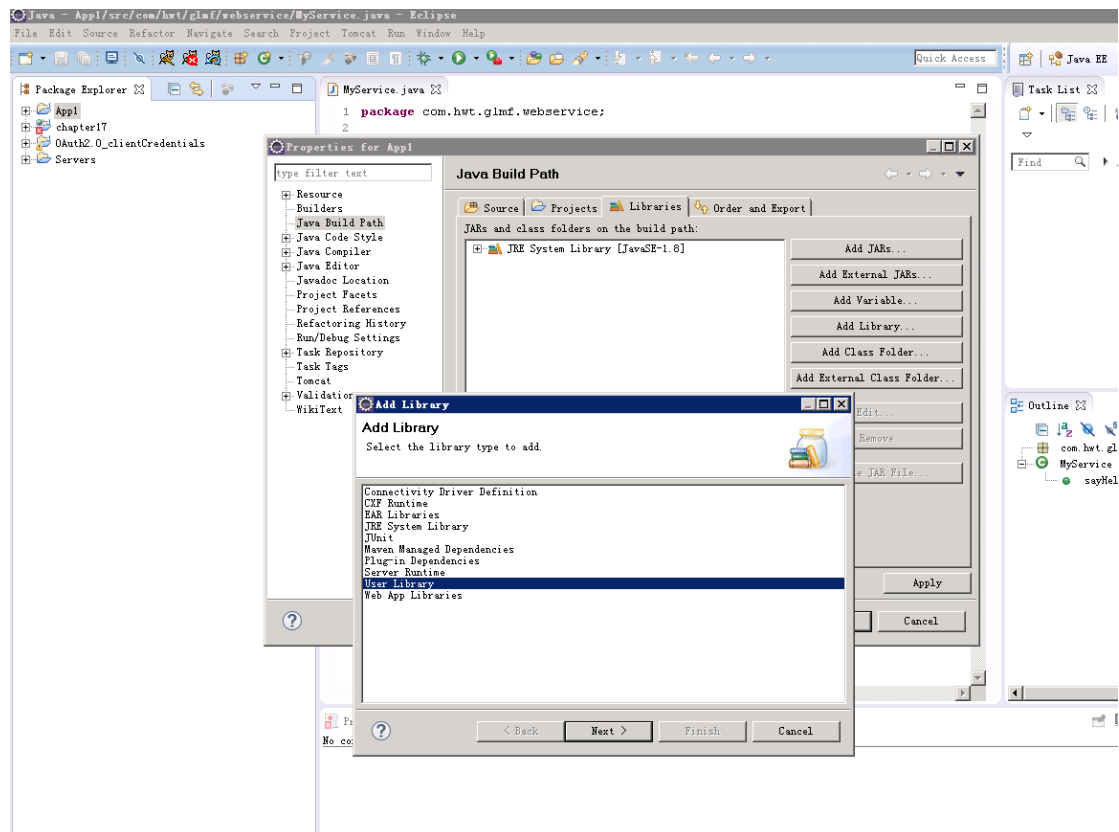 Java - App1/src/com/hwt/glmf/webservice/MyService.java - Eclipse
File Edit Source Refactor Navigate Search Project Tomcat Run Window Help
Quick Access
Java EE
Package Explorer
App1
chapter17
OAuth2.0_clientCredentials
Servers
MyService.java
1 package com.hwt.glmf.webservice;
2
Task List
Find
Outline
com.hwt.gl
MyService
sayHel
Properties for App1
type filter text
Resource
Builders
Java Build Path
Java Code Style
Java Compiler
Java Editor
Javadoc Location
Project Facets
Project References
Refactoring History
Run/Debug Settings
Task Repository
Task Tags
Tomcat
Validation
WikiText
Java Build Path
Source Projects Libraries Order and Export
JARs and class folders on the build path:
JRE System Library [JavaSE-1.8]
Add JARs...
Add External JARs...
Add Variable...
Add Library...
Add Class Folder...
Add External Class Folder...
Edit...
Remove
JAR File...
Apply
Cancel
Add Library
Add Library
Select the library type to add.
Connectivity Driver Definition
CXF Runtime
EAR Libraries
JRE System Library
JUnit
Maven Managed Dependencies
Plug-in Dependencies
Server Runtime
User Library
Web App Libraries
< Back Next > Finish Cancel
No